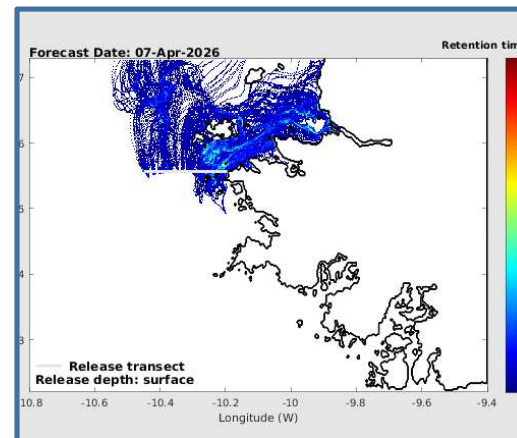 Forecast Date: 07-Apr-2026
Retention tim
7
6
5
4
3
Release transect
Release depth: surface
10.8 -10.6 -10.4 -10.2 -10 -9.8 -9.6 -9.4
Longitude (W)